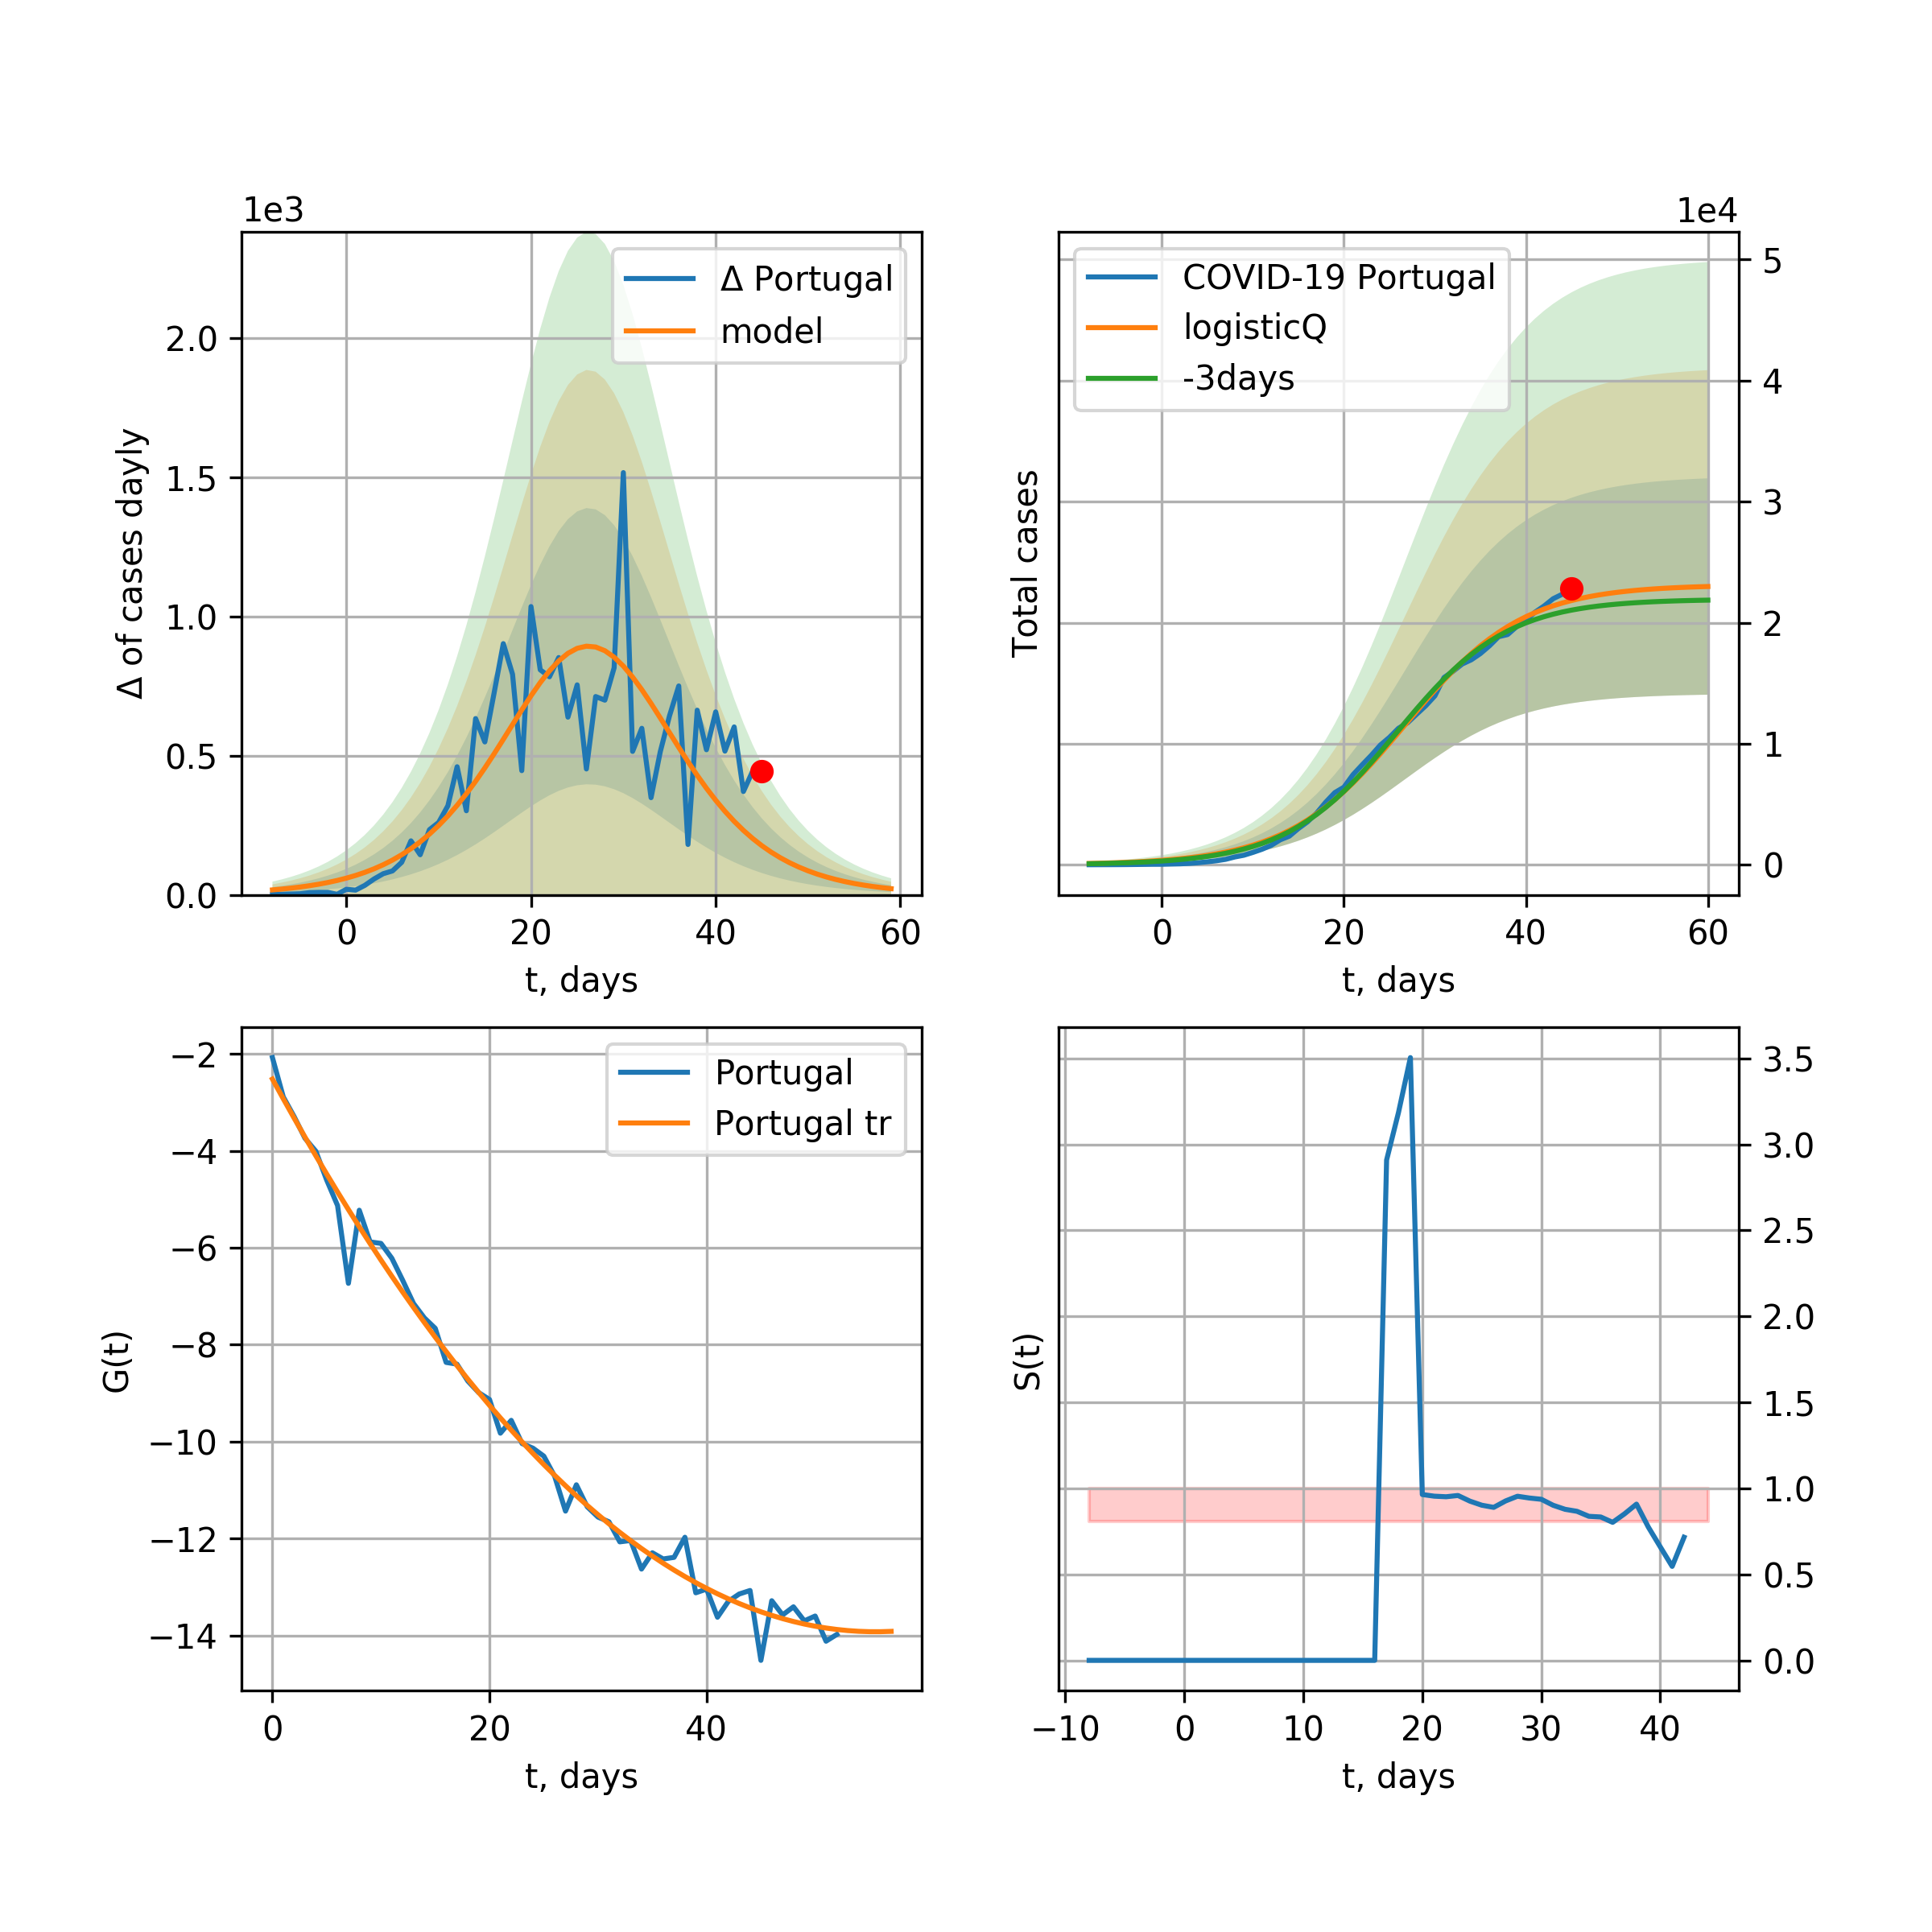 1e3
Δ Portugal
model
2.0
1.5
1.0
0.5
0.0
Δ of cases dayly
0 20 40 60
t, days
1e4
COVID-19 Portugal
logisticQ
-3days
5
4
3
2
1
0
Total cases
0 20 40 60
t, days
Portugal
Portugal tr
−2
−4
−6
−8
−10
−12
−14
G(t)
0 20 40
t, days
3.5
3.0
2.5
2.0
1.5
1.0
0.5
0.0
S(t)
−10 0 10 20 30 40
t, days